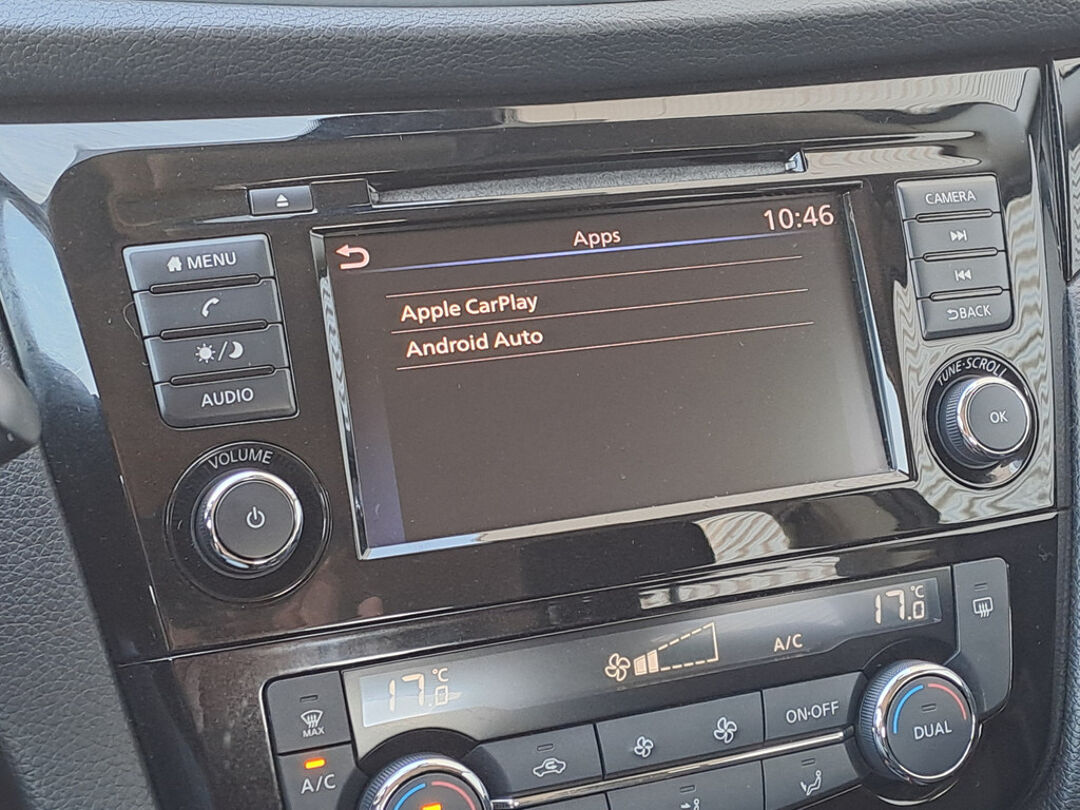 CAMERA
10:46
Apps
MENU
Apple CarPlay
BACK
Android Auto
TUNE·SCROLL
AUDIO
OK
VOLUME
17.0 °C
A/C
17.0 °C
MAX
ON·OFF
DUAL
A/C